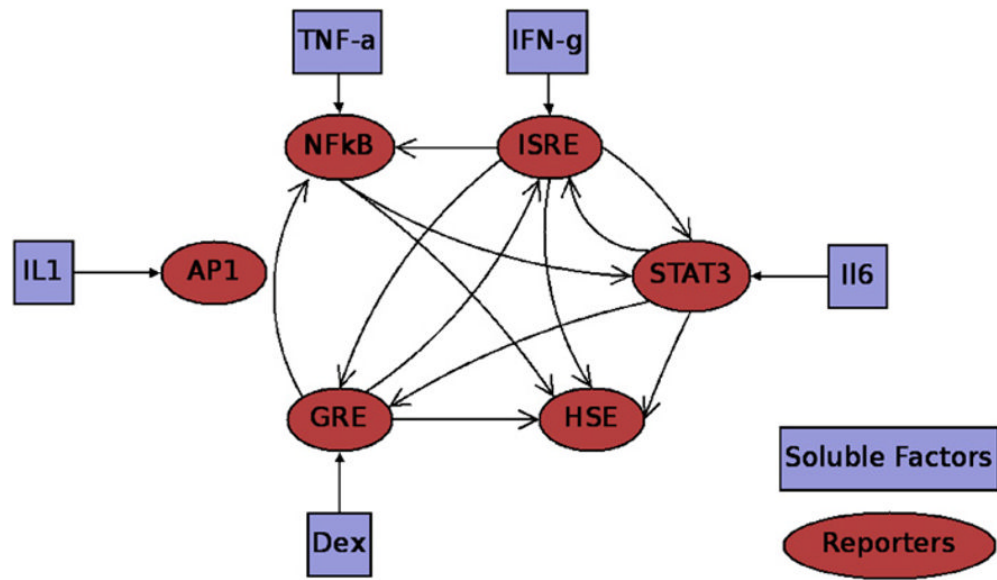 TNF-a
IFN-g
NFkB
ISRE
IL1
AP1
STAT3
Il6
GRE
HSE
Soluble Factors
Dex
Reporters